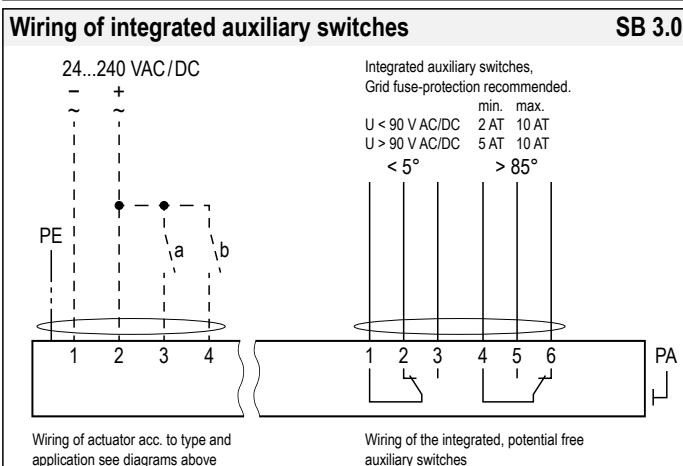 Wiring of integrated auxiliary switches SB 3.0
24...240 VAC/DC
– +
~ ~
Integrated auxiliary switches,
Grid fuse-protection recommended.
min. max.
U < 90 V AC/DC 2 AT 10 AT
U > 90 V AC/DC 5 AT 10 AT
< 5° > 85°
PE
a b
1 2 3 4 1 2 3 4 5 6 PA
Wiring of actuator acc. to type and
application see diagrams above
Wiring of the integrated, potential free
auxiliary switches